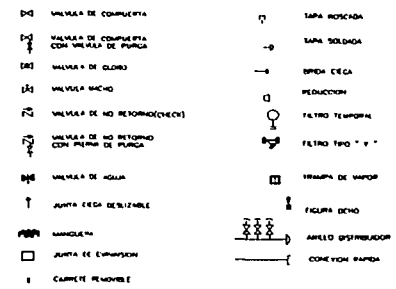 VALVULA DE COMPUERTA
VALVULA DE COMPUERTA
CON VALVULA DE PURGA
VALVULA DE GLOBO
VALVULA MACHO
VALVULA DE NO RETORNO(CHECK)
VALVULA DE NO RETORNO
CON PIERNA DE PURGA
VALVULA DE AGUJA
JUNTA CIEGA DESLIZABLE
MANGUERA
JUNTA DE EXPANSION
CARRETE REMOVIBLE
TAPA ROSCADA
TAPA SOLDADA
BRIDA CIEGA
REDUCCION
FILTRO TEMPORAL
FILTRO TIPO " Y "
TRAMPA DE VAPOR
FIGURA OCHO
ANILLO DISTRIBUIDOR
CONEXION RAPIDA